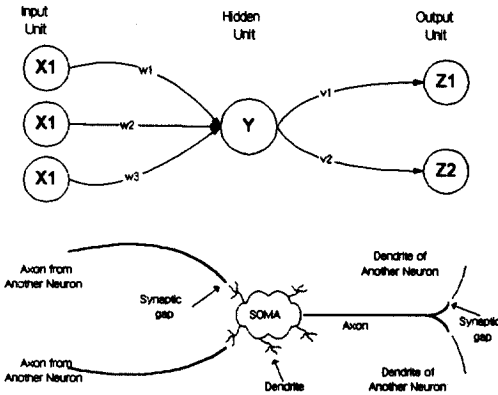 Input
Unit
Hidden
Unit
Output
Unit
X1
w1
v1
Z1
X1
w2
Y
X1
w3
v2
Z2
Axon from
Another Neuron
Synaptic
gap
SOMA
Axon
Dendrite of
Another Neuron
Synaptic
gap
Axon from
Another Neuron
Dendrite
Dendrite of
Another Neuron